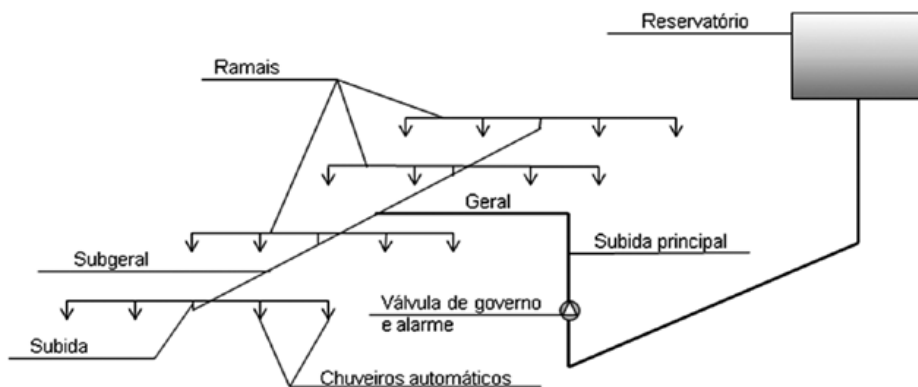 Reservatório
Ramais
Geral
Subida principal
Subgeral
Válvula de governo
e alarme
Subida
Chuveiros automáticos